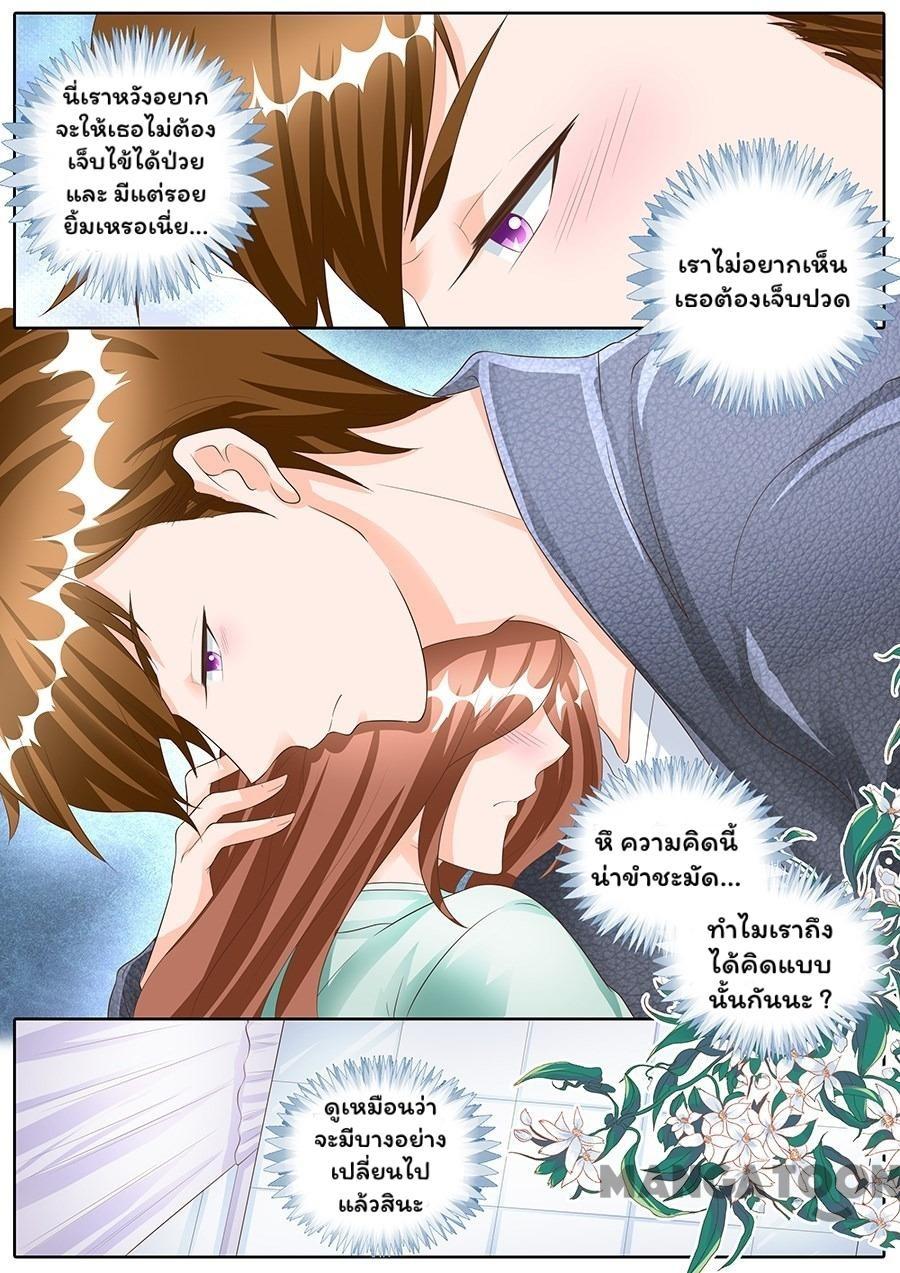 นี่เราหวังอยาก
จะให้เธอไม่ต้อง
เจ็บไข้ได้ป่วย
และ มีแต่รอย
ยิ้มเหรอเนี่ย...
เราไม่อยากเห็น
เธอต้องเจ็บปวด
หึ ความคิดนี้
น่าขำชะมัด...
ทำไมเราถึง
ได้คิดแบบ
นั้นกันนะ ?
ดูเหมือนว่า
จะมีบางอย่าง
เปลี่ยนไป
แล้วสินะ
MANGATOON